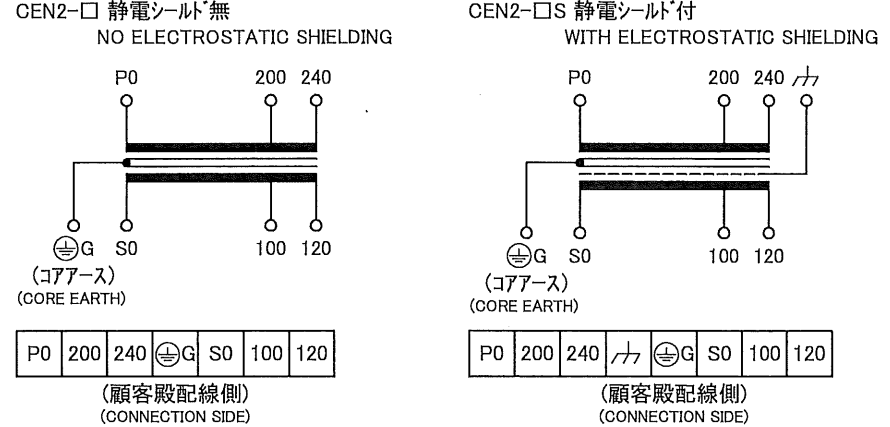 CEN2-□ 静電ｼｰﾙﾄﾞ無
NO ELECTROSTATIC SHIELDING
P0 200 240
G S0 100 120
(ｺｱｱｰｽ)
(CORE EARTH)
P0 200 240 G S0 100 120
(顧客殿配線側)
(CONNECTION SIDE)
CEN2-□S 静電ｼｰﾙﾄﾞ付
WITH ELECTROSTATIC SHIELDING
P0 200 240
G S0 100 120
(ｺｱｱｰｽ)
(CORE EARTH)
P0 200 240 G S0 100 120
(顧客殿配線側)
(CONNECTION SIDE)